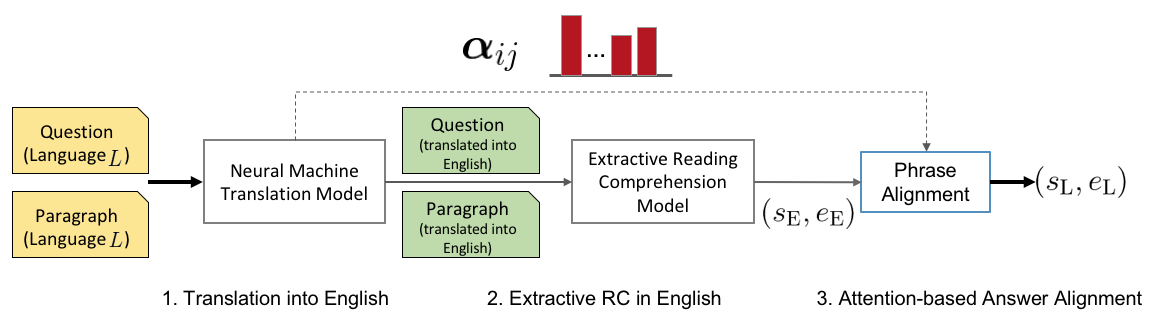 α_{ij} ...
Question
(Language L)
Paragraph
(Language L)
Neural Machine
Translation Model
Question
(translated into
English)
Paragraph
(translated into
English)
Extractive Reading
Comprehension
Model
(s_E, e_E)
Phrase
Alignment
(s_L, e_L)
1. Translation into English
2. Extractive RC in English
3. Attention-based Answer Alignment